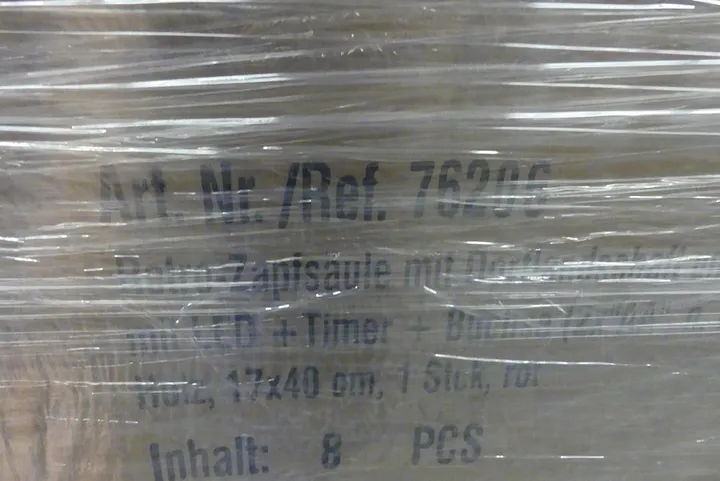 Art. Nr./Ref. 76206
Retro-Zapfsäule mit
mit LED + Timer +
Holz, 17x40 cm, 1 Stck, rot
Inhalt: 8 PCS